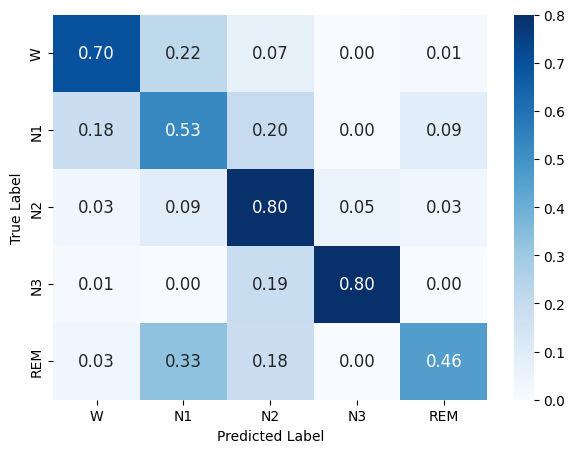 W 0.70 0.22 0.07 0.00 0.01
N1 0.18 0.53 0.20 0.00 0.09
N2 0.03 0.09 0.80 0.05 0.03
N3 0.01 0.00 0.19 0.80 0.00
REM 0.03 0.33 0.18 0.00 0.46
W N1 N2 N3 REM
Predicted Label
True Label
0.8
0.7
0.6
0.5
0.4
0.3
0.2
0.1
0.0